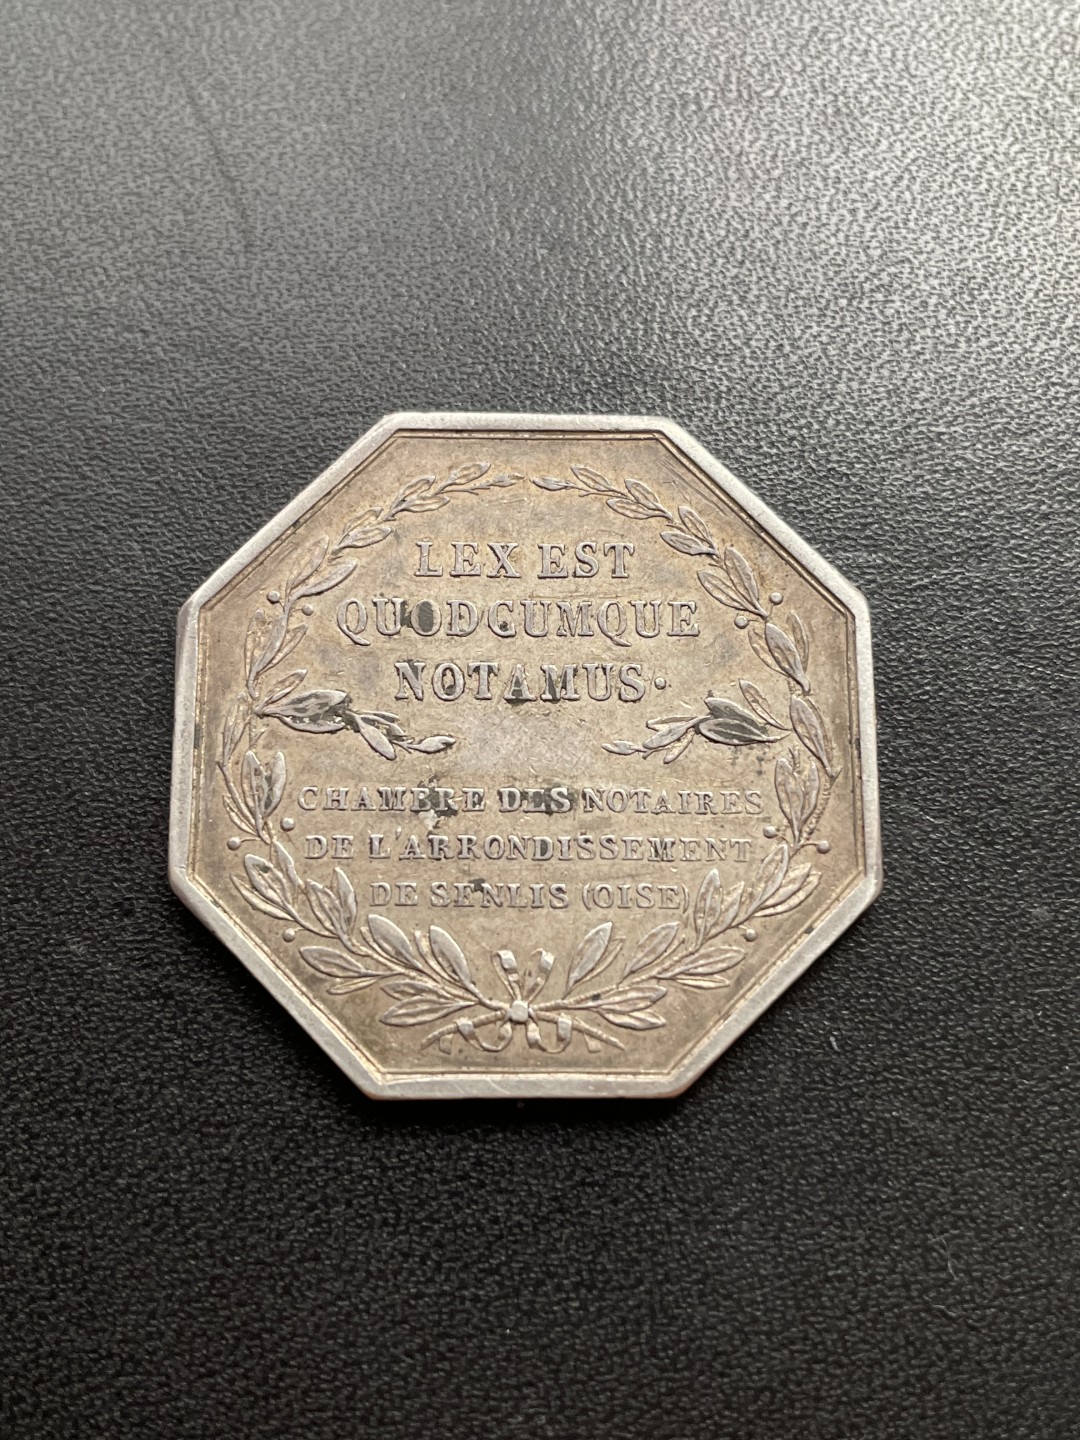 LEX EST
QUODCUMQUE
NOTAMUS.
CHAMBRE DES NOTAIRES
DE L'ARRONDISSEMENT
DE SENLIS (OISE)